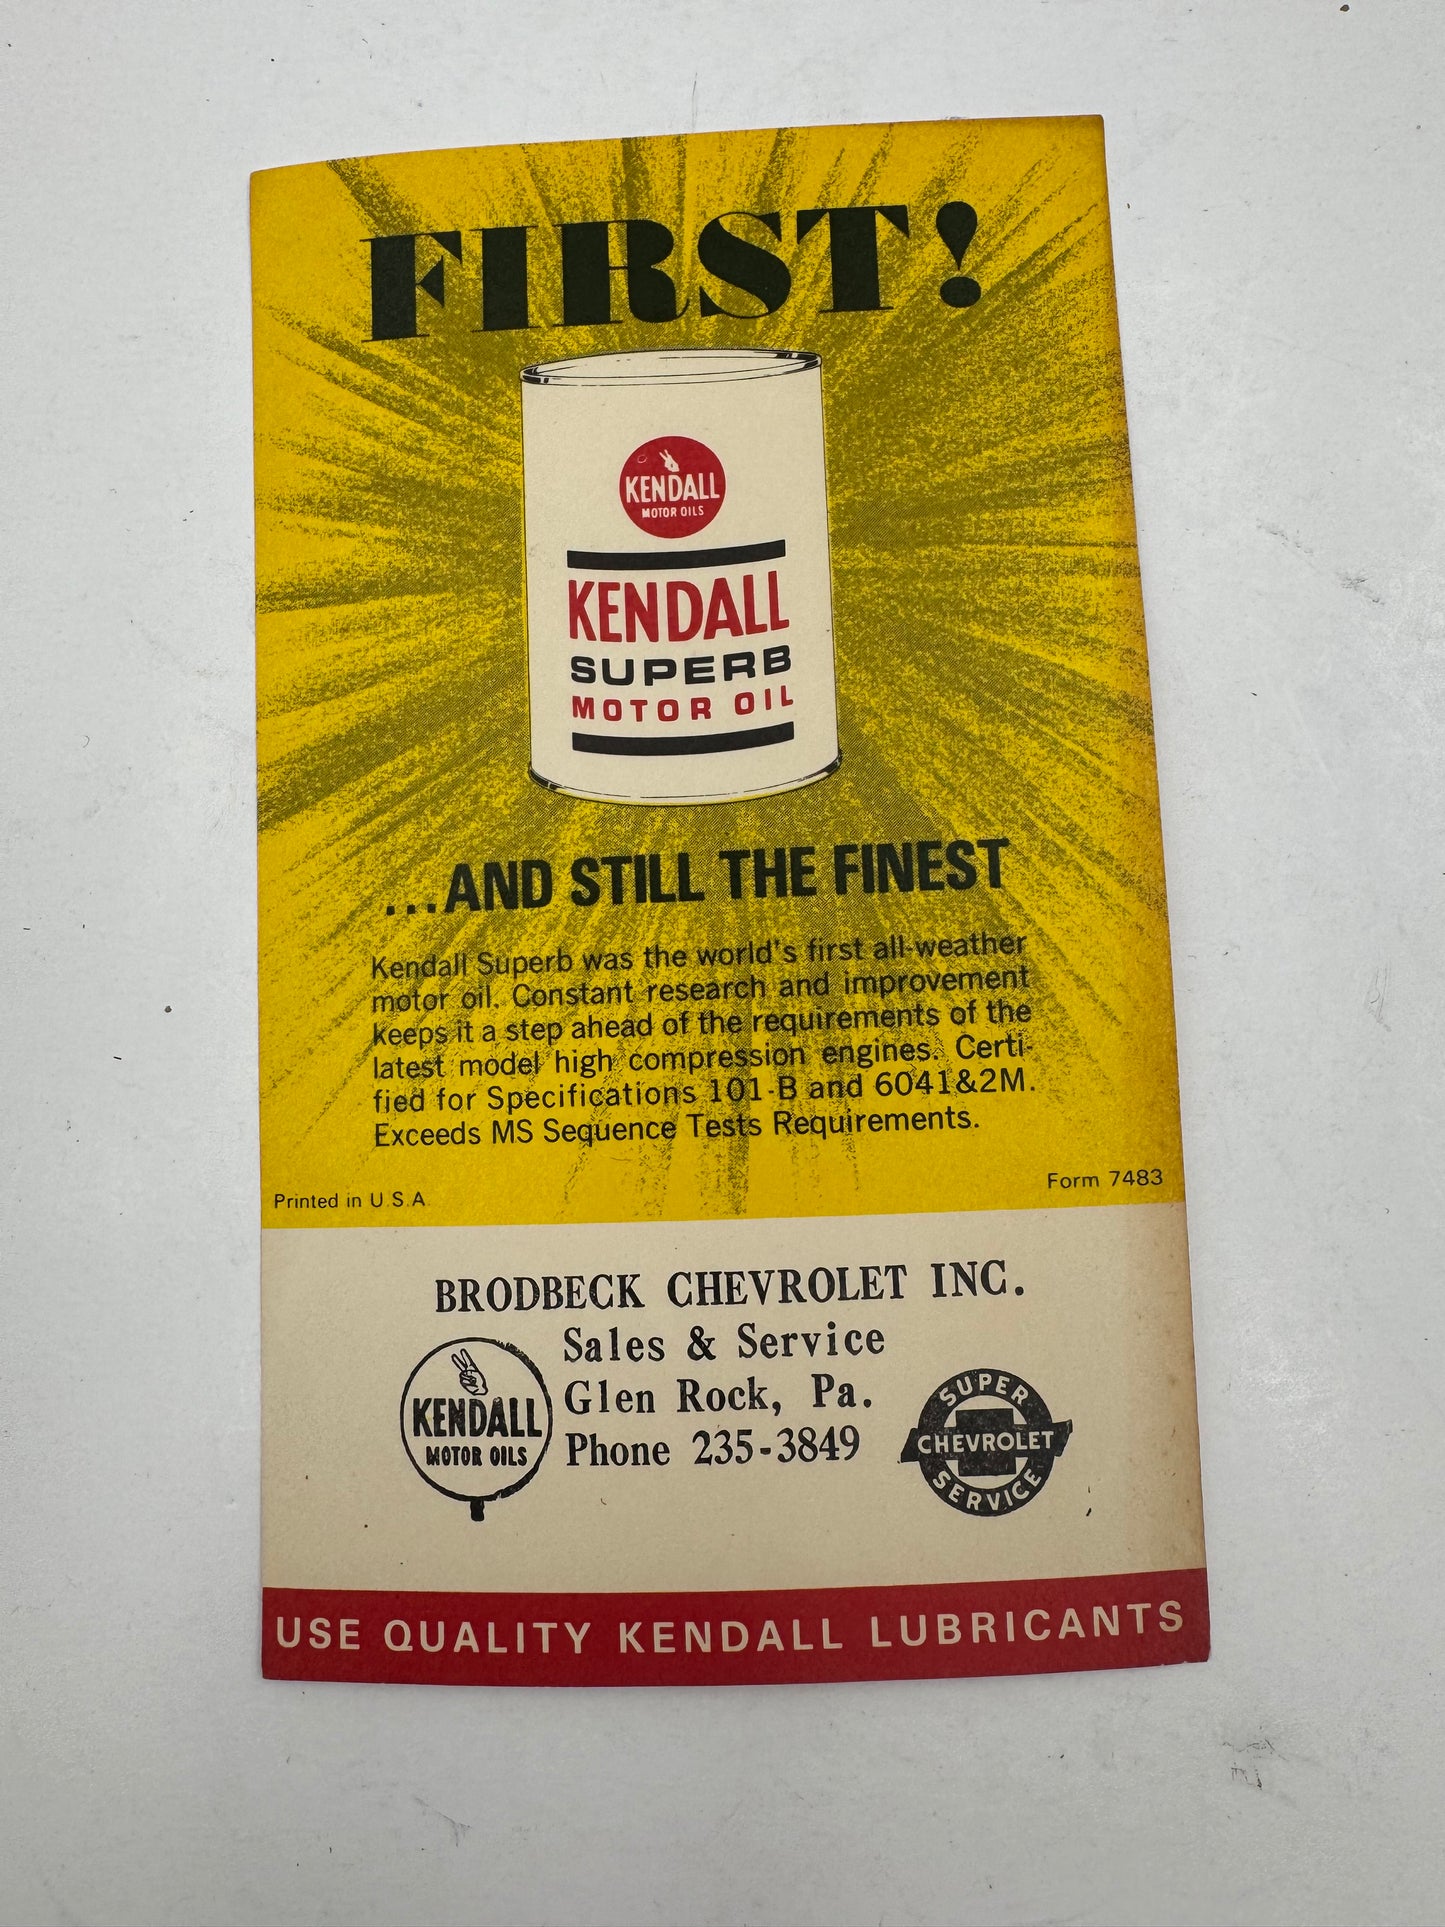 FIRST!
KENDALL
MOTOR OILS
KENDALL
SUPERB
MOTOR OIL
...AND STILL THE FINEST
Kendall Superb was the world's first all-weather
motor oil. Constant research and improvement
keeps it a step ahead of the requirements of the
latest model high compression engines. Certi-
fied for Specifications 101-B and 6041&2M.
Exceeds MS Sequence Tests Requirements.
Printed in U.S.A.
Form 7483
BRODBECK CHEVROLET INC.
Sales & Service
Glen Rock, Pa.
Phone 235-3849
KENDALL
MOTOR OILS
SUPER
CHEVROLET
SERVICE
USE QUALITY KENDALL LUBRICANTS